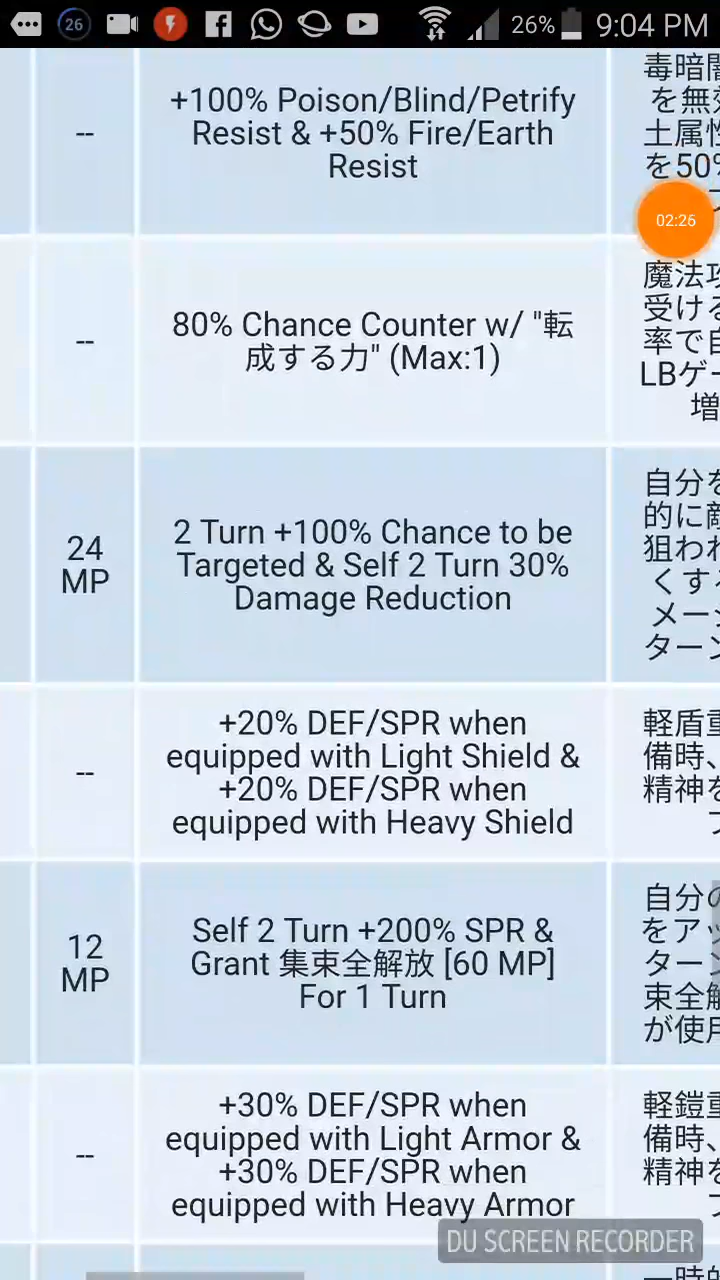 26
26% 9:04 PM
--
+100% Poison/Blind/Petrify
Resist & +50% Fire/Earth
Resist
毒暗闇
を無効
土属性
を50%
02:26
--
80% Chance Counter w/ "転
成する力" (Max:1)
魔法攻
受ける
率で自
LBゲー
増
24
MP
2 Turn +100% Chance to be
Targeted & Self 2 Turn 30%
Damage Reduction
自分を
的に敵
狙われ
くする
メージ
ターン
--
+20% DEF/SPR when
equipped with Light Shield &
+20% DEF/SPR when
equipped with Heavy Shield
軽盾重
備時、
精神を
12
MP
Self 2 Turn +200% SPR &
Grant 集束全解放 [60 MP]
For 1 Turn
自分の
をアッ
ターン
束全解
が使用
--
+30% DEF/SPR when
equipped with Light Armor &
+30% DEF/SPR when
equipped with Heavy Armor
軽鎧重
備時、
精神を
DU SCREEN RECORDER
一時的